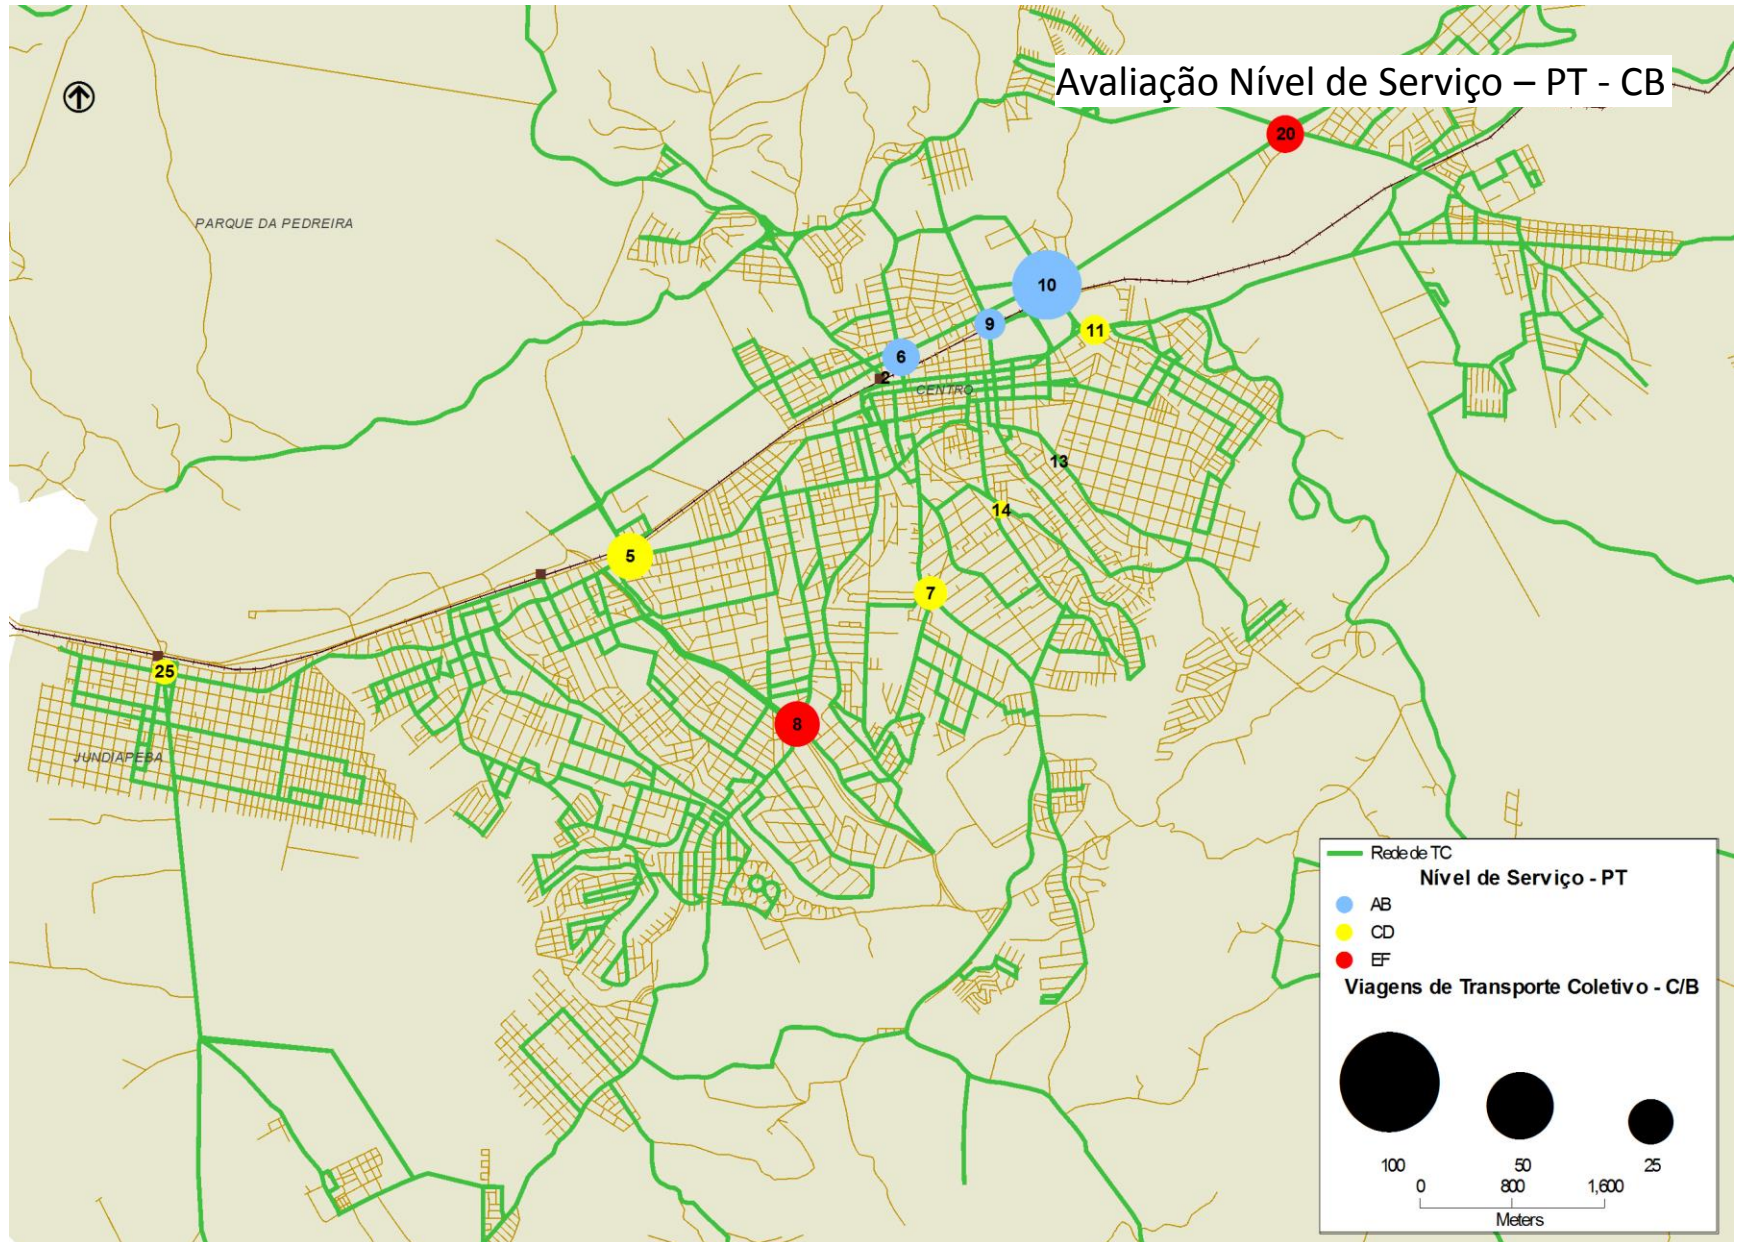 Avaliação Nível de Serviço – PT - CB
20
PARQUE DA PEDREIRA
10
9
11
6
2
CENTRO
13
14
5
7
25
8
JUNDIAPEBA
Rede de TC
Nível de Serviço - PT
AB
CD
EF
Viagens de Transporte Coletivo - C/B
100 50 25
0 800 1,600
Meters